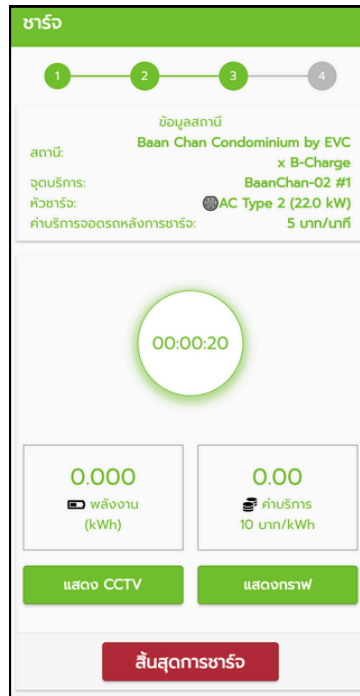 ชาร์จ
1 2 3 4
ข้อมูลสถานี
สถานี: Baan Chan Condominium by EVC
x B-Charge
จุดบริการ: BaanChan-02 #1
หัวชาร์จ: AC Type 2 (22.0 kW)
ค่าบริการจอดรถหลังการชาร์จ: 5 บาท/นาที
00:00:20
0.000
พลังงาน
(kWh)
0.00
ค่าบริการ
10 บาท/kWh
แสดง CCTV
แสดงกราฟ
สิ้นสุดการชาร์จ